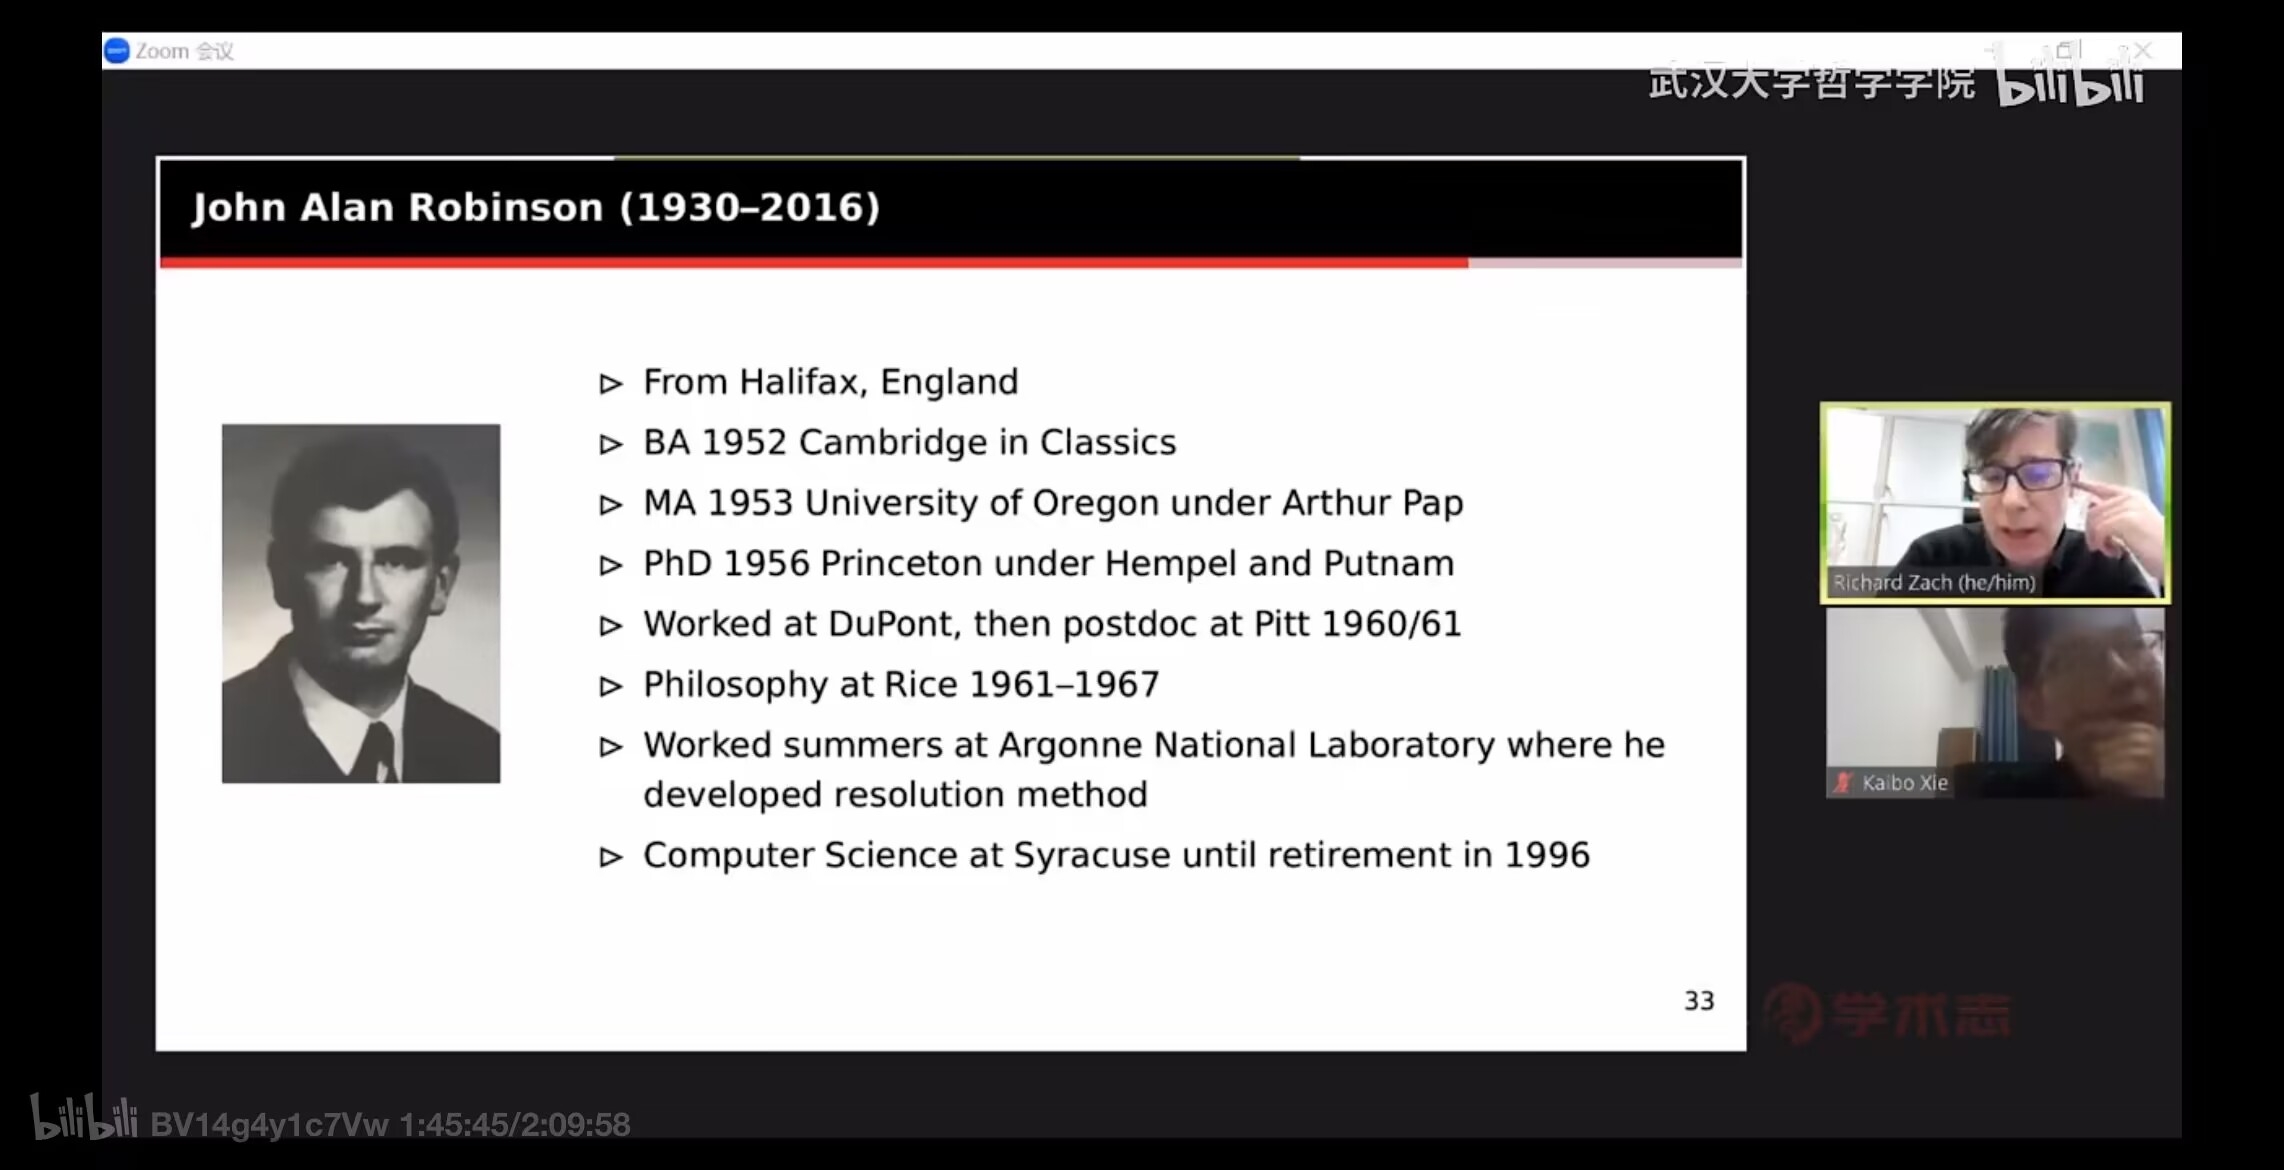 Zoom 会议
武汉大学哲学学院 bilibili
John Alan Robinson (1930–2016)
From Halifax, England
BA 1952 Cambridge in Classics
MA 1953 University of Oregon under Arthur Pap
PhD 1956 Princeton under Hempel and Putnam
Worked at DuPont, then postdoc at Pitt 1960/61
Philosophy at Rice 1961–1967
Worked summers at Argonne National Laboratory where he
developed resolution method
Computer Science at Syracuse until retirement in 1996
33
Richard Zach (he/him)
Kaibo Xie
学术志
bilibili BV14g4y1c7Vw 1:45:45/2:09:58